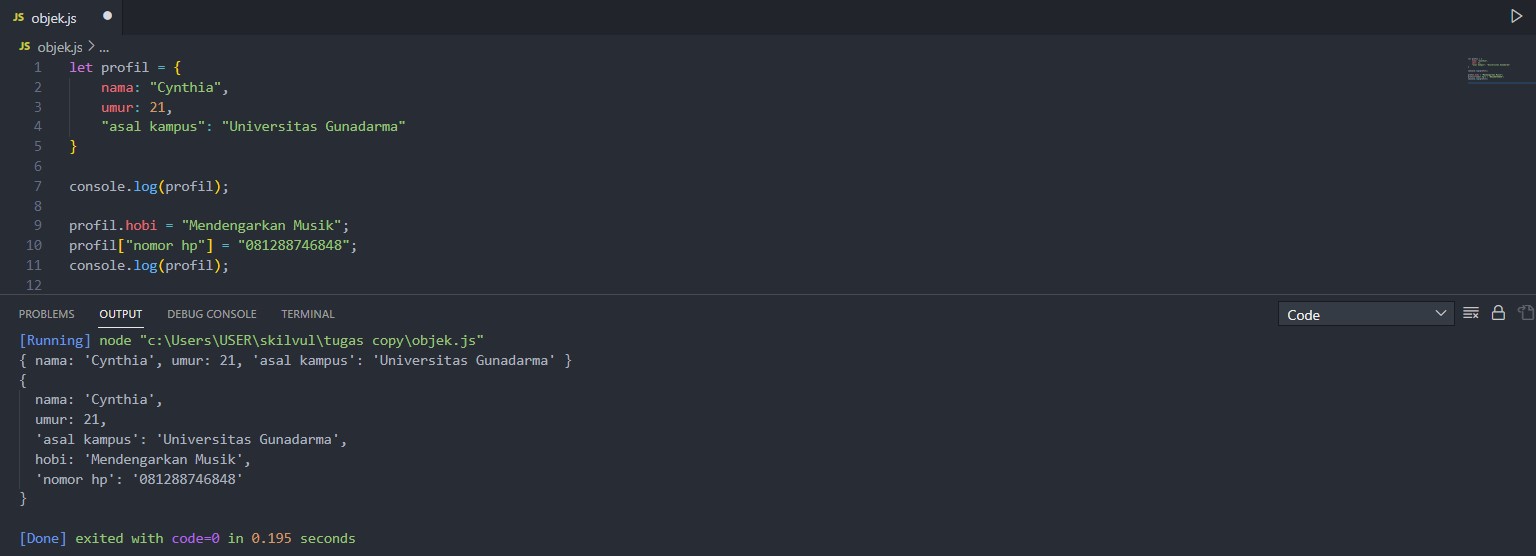 JS objek.js
JS objek.js > ...
1 let profil = {
2     nama: "Cynthia",
3     umur: 21,
4     "asal kampus": "Universitas Gunadarma"
5 }
6
7 console.log(profil);
8
9 profil.hobi = "Mendengarkan Musik";
10 profil["nomor hp"] = "081288746848";
11 console.log(profil);
12
PROBLEMS OUTPUT DEBUG CONSOLE TERMINAL Code
[Running] node "c:\Users\USER\skilvul\tugas copy\objek.js"
{ nama: 'Cynthia', umur: 21, 'asal kampus': 'Universitas Gunadarma' }
{
  nama: 'Cynthia',
  umur: 21,
  'asal kampus': 'Universitas Gunadarma',
  hobi: 'Mendengarkan Musik',
  'nomor hp': '081288746848'
}
[Done] exited with code=0 in 0.195 seconds